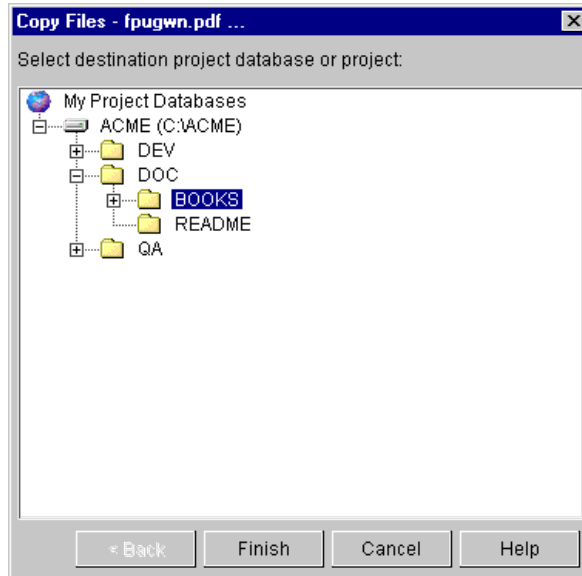 Copy Files - fpugwn.pdf ...
Select destination project database or project:
My Project Databases
ACME (C:\ACME)
DEV
DOC
BOOKS
README
QA
< Back Finish Cancel Help